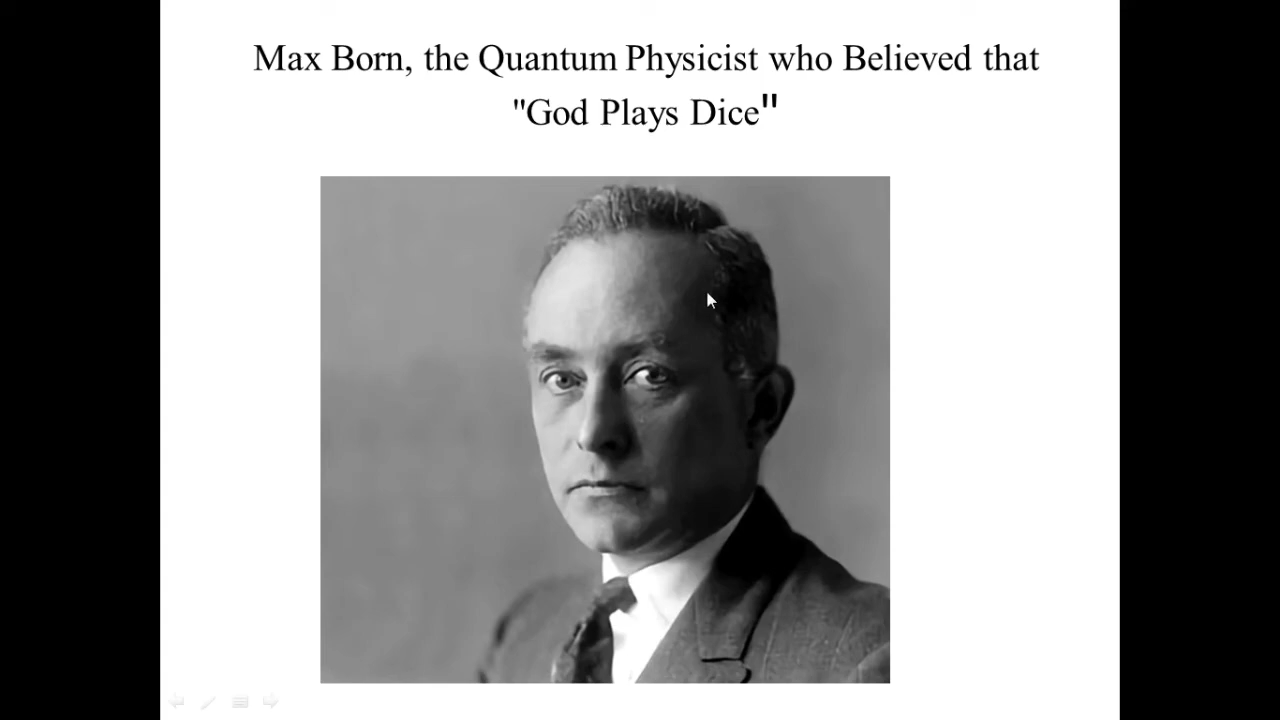 Max Born, the Quantum Physicist who Believed that
"God Plays Dice"